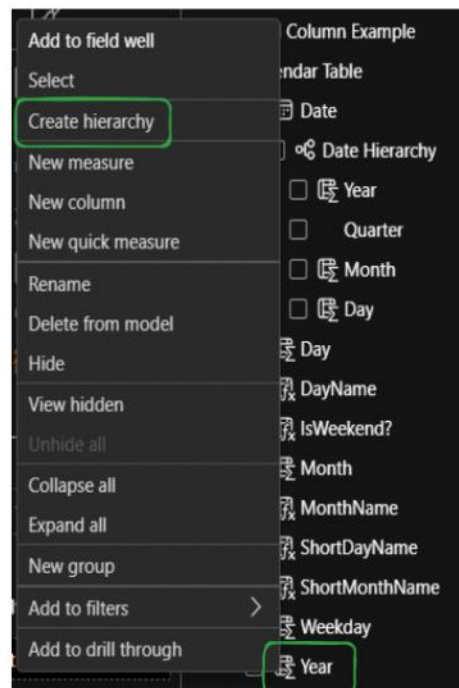 Add to field well
Select
Create hierarchy
New measure
New column
New quick measure
Rename
Delete from model
Hide
View hidden
Unhide all
Collapse all
Expand all
New group
Add to filters
Add to drill through
Column Example
endar Table
Date
Date Hierarchy
Year
Quarter
Month
Day
Day
DayName
IsWeekend?
Month
MonthName
ShortDayName
ShortMonthName
Weekday
Year